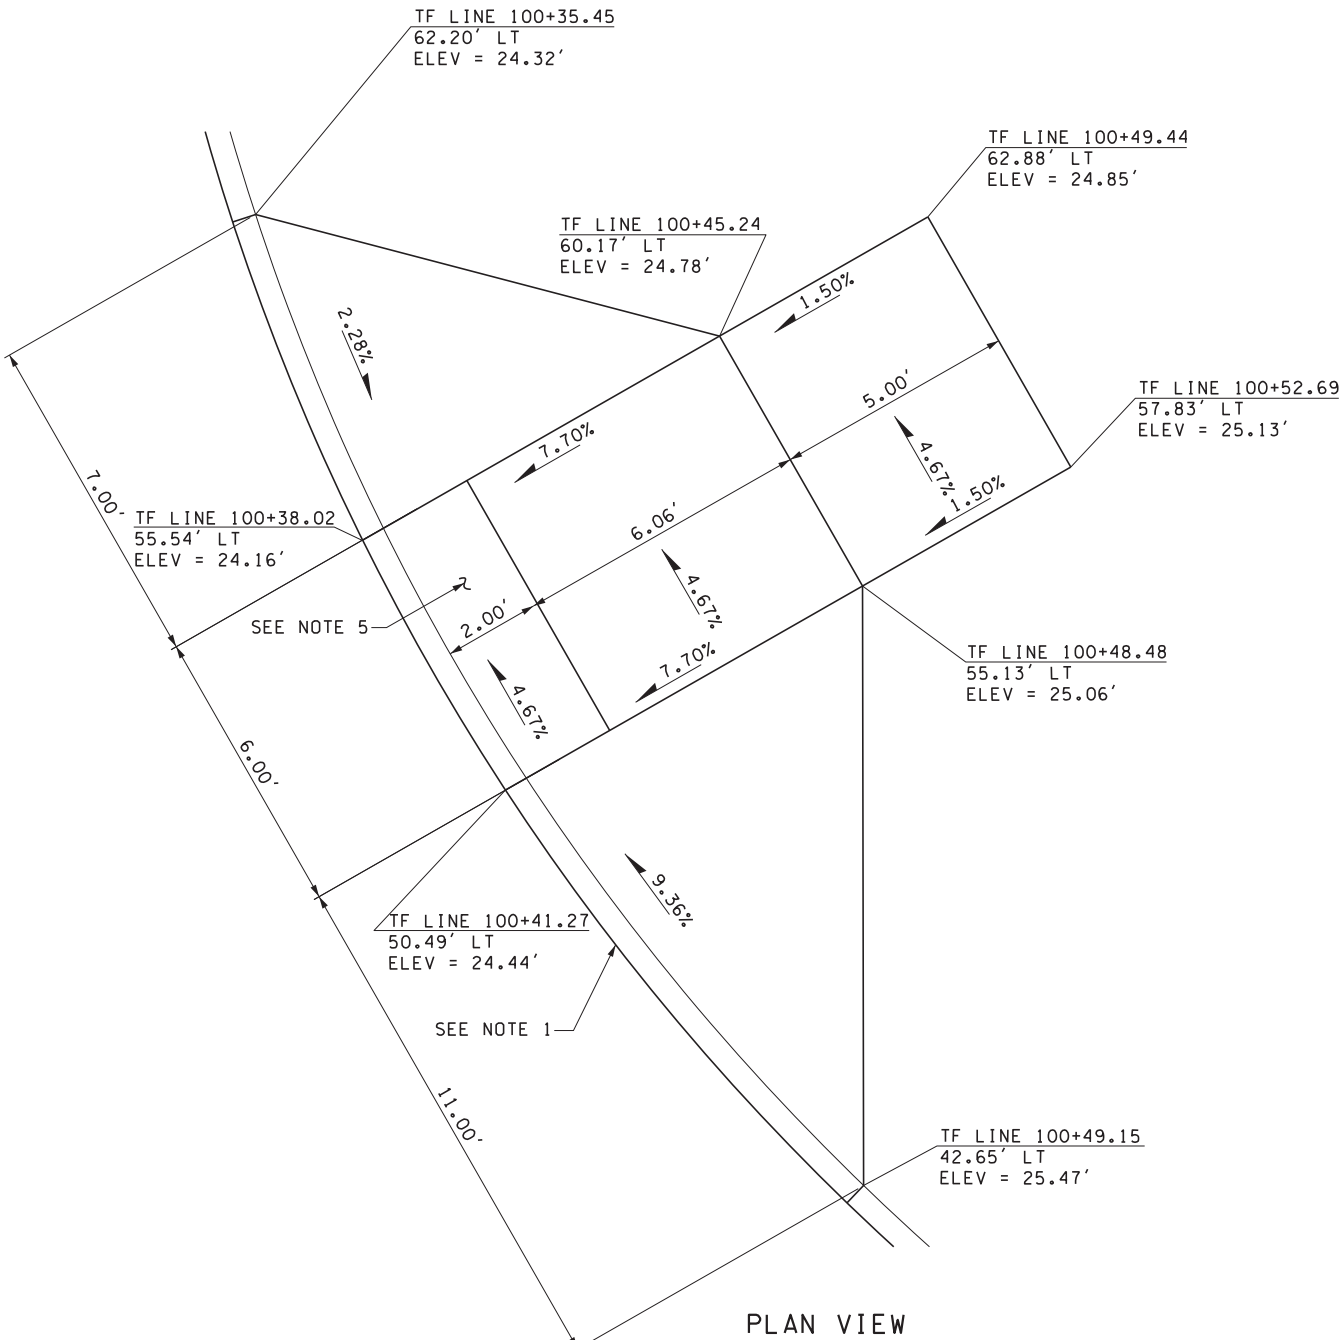 TF LINE 100+35.45
62.20' LT
ELEV = 24.32'
TF LINE 100+49.44
62.88' LT
ELEV = 24.85'
TF LINE 100+45.24
60.17' LT
ELEV = 24.78'
1.50%
2.28%
5.00'
TF LINE 100+52.69
57.83' LT
ELEV = 25.13'
7.70%
4.67%
1.50%
7.00'
TF LINE 100+38.02
55.54' LT
ELEV = 24.16'
6.06'
4.67%
SEE NOTE 5
2.00'
7.70%
TF LINE 100+48.48
55.13' LT
ELEV = 25.06'
4.67%
6.00'
9.36%
TF LINE 100+41.27
50.49' LT
ELEV = 24.44'
SEE NOTE 1
11.00'
TF LINE 100+49.15
42.65' LT
ELEV = 25.47'
PLAN VIEW